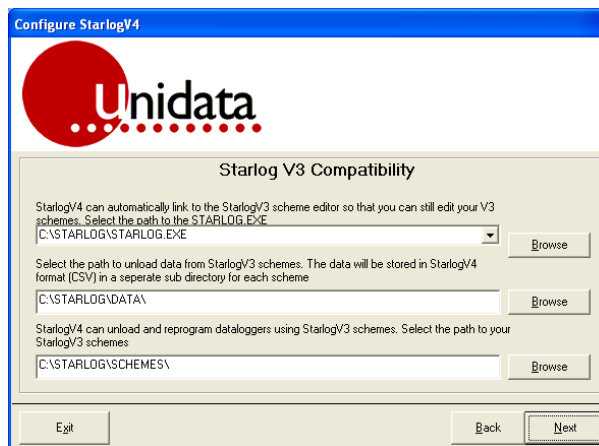 Configure StarlogV4
Unidata
Starlog V3 Compatibility
StarlogV4 can automatically link to the StarlogV3 scheme editor so that you can still edit your V3
schemes. Select the path to the STARLOG.EXE
C:\STARLOG\STARLOG.EXE
Browse
Select the path to unload data from StarlogV3 schemes. The data will be stored in StarlogV4
format (CSV) in a seperate sub directory for each scheme
C:\STARLOG\DATA\
Browse
StarlogV4 can unload and reprogram dataloggers using StarlogV3 schemes. Select the path to your
StarlogV3 schemes
C:\STARLOG\SCHEMES\
Browse
Exit
Back
Next